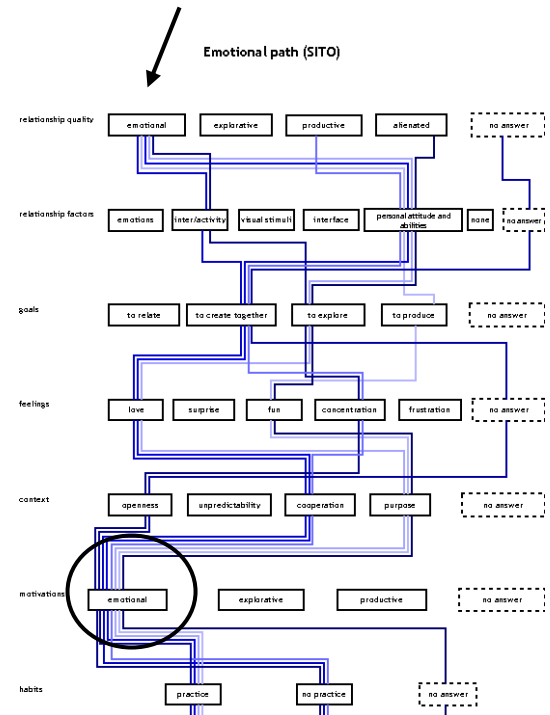 Emotional path (SITO)
relationship quality
emotional
explorative
productive
alienated
no answer
relationship factors
emotions
inter/activity
visual stimuli
interface
personal attitude and
abilities
none
no answer
goals
to relate
to create together
to explore
to produce
no answer
feelings
love
surprise
fun
concentration
frustration
no answer
context
openness
unpredictability
cooperation
purpose
no answer
motivations
emotional
explorative
productive
no answer
habits
practice
no practice
no answer